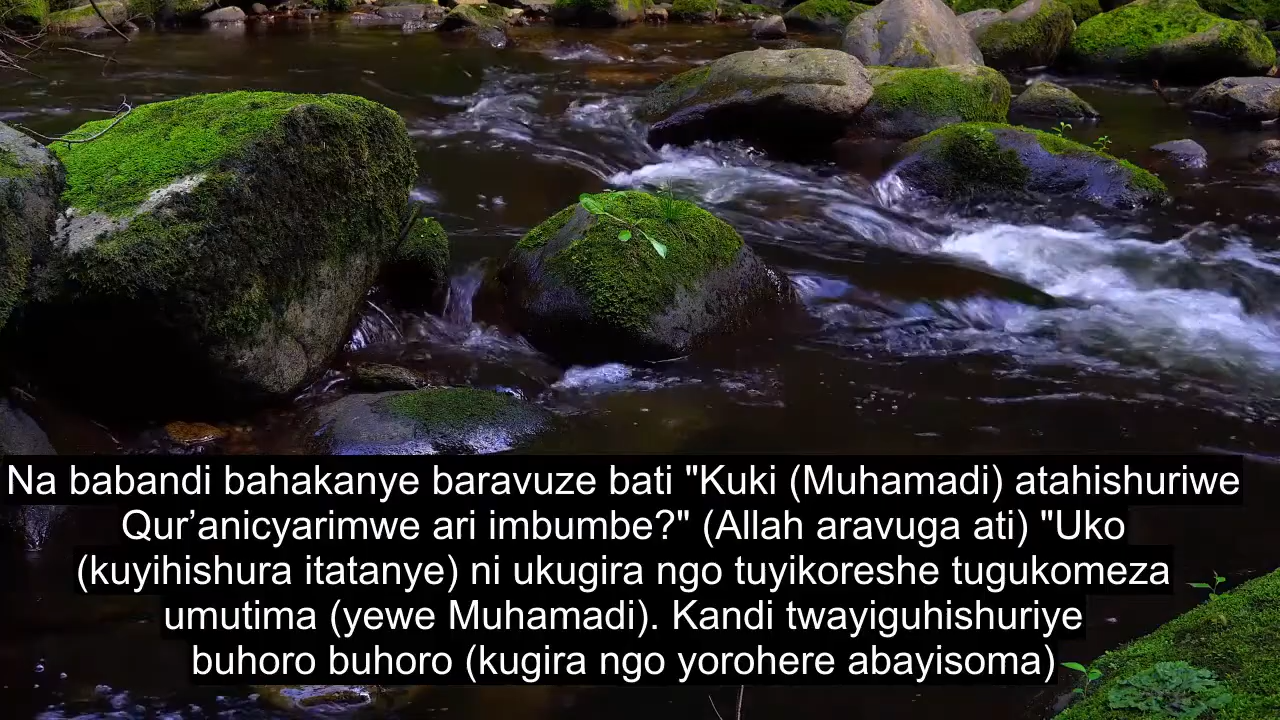 Na babandi bahakanye baravuze bati "Kuki (Muhamadi) atahishuriwe
Qur’anicyarimwe ari imbumbe?" (Allah aravuga ati) "Uko
(kuyihishura itatanye) ni ukugira ngo tuyikoreshe tugukomeza
umutima (yewe Muhamadi). Kandi twayiguhishuriye
buhoro buhoro (kugira ngo yorohere abayisoma)